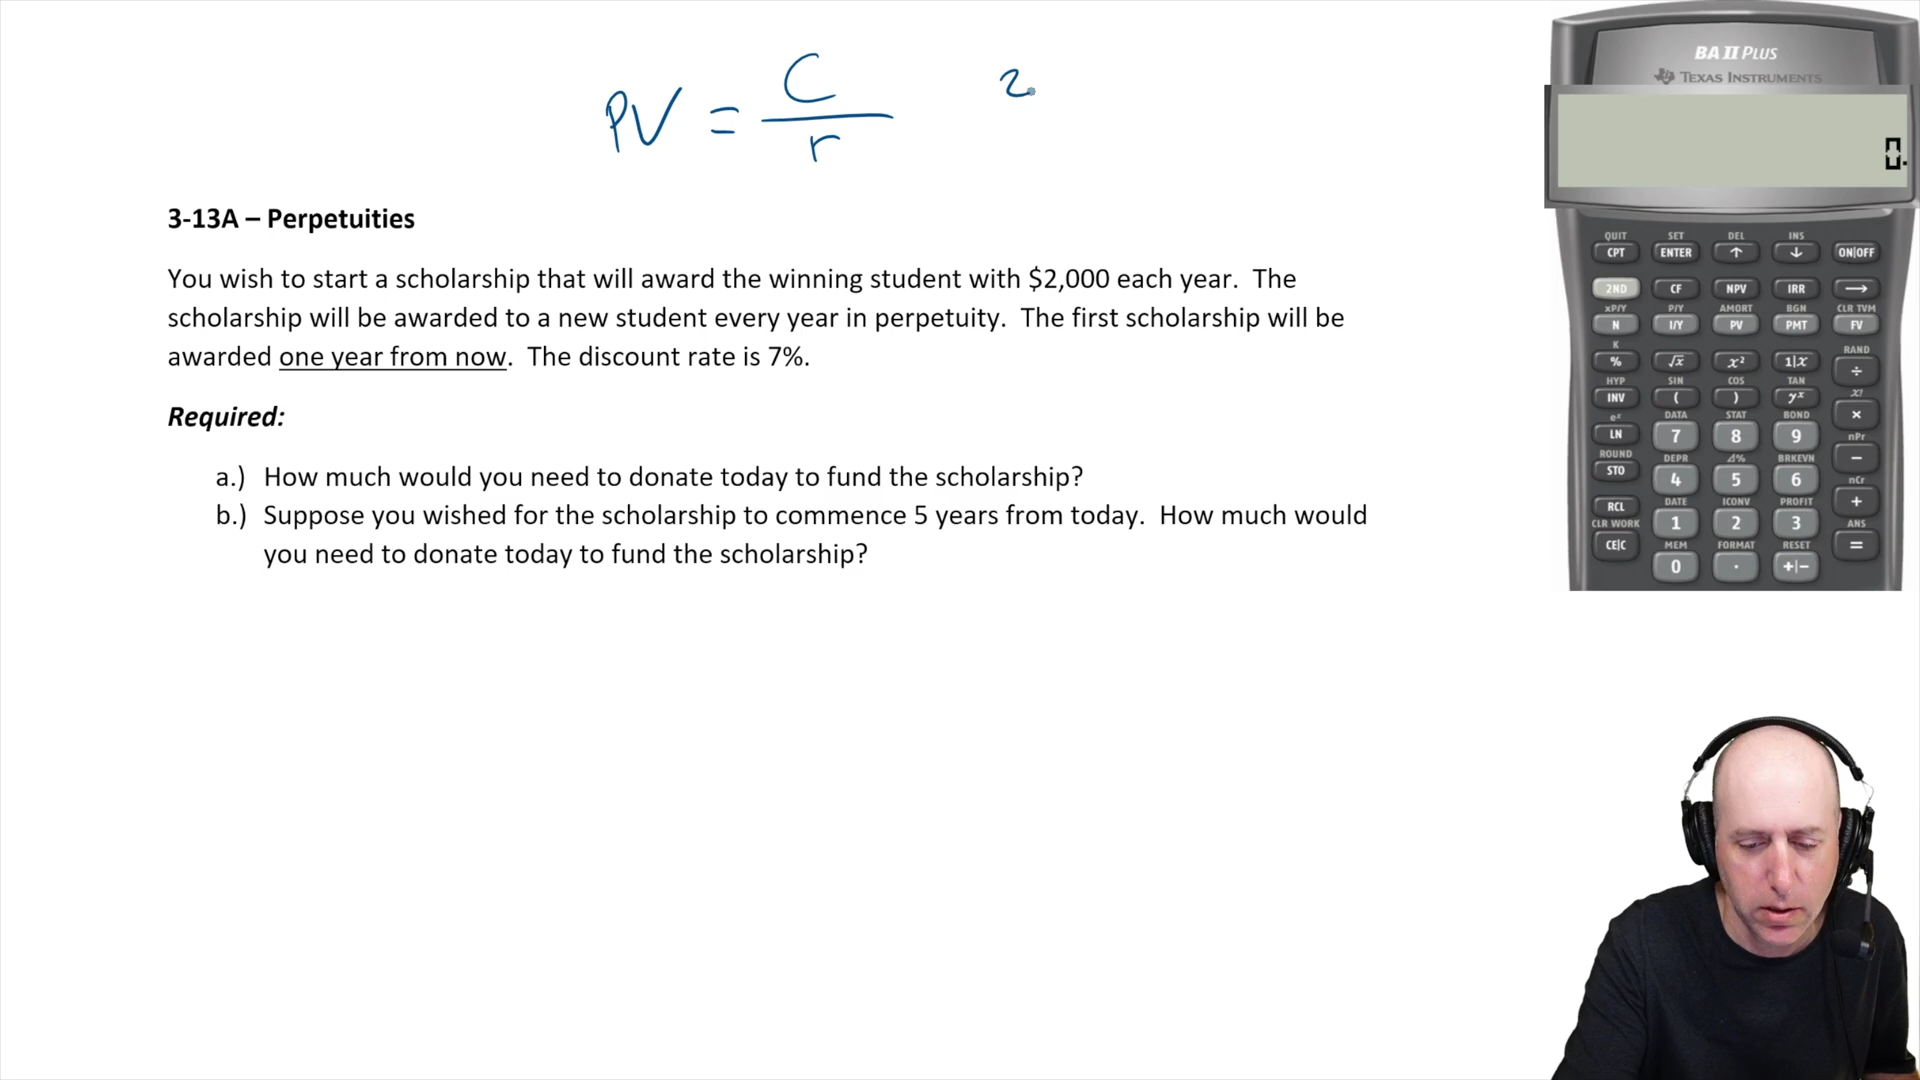 PV = C
r
2
3-13A – Perpetuities
You wish to start a scholarship that will award the winning student with $2,000 each year. The
scholarship will be awarded to a new student every year in perpetuity. The first scholarship will be
awarded one year from now. The discount rate is 7%.
Required:
a.) How much would you need to donate today to fund the scholarship?
b.) Suppose you wished for the scholarship to commence 5 years from today. How much would
you need to donate today to fund the scholarship?
BA II PLUS
TEXAS INSTRUMENTS
0.
QUIT SET DEL INS
CPT ENTER ↑ ↓ ON|OFF
2ND CF NPV IRR →
xP/Y P/Y AMORT BGN CLR TVM
N I/Y PV PMT FV
K RAND
% √x x² 1|x ÷
HYP SIN COS TAN x!
INV ( ) yˣ ×
eˣ DATA STAT BOND nPr
LN 7 8 9 −
ROUND DEPR Δ% BRKEVN nCr
STO 4 5 6 +
DATE ICONV PROFIT
RCL 1 2 3
CLR WORK ANS
CE|C =
MEM FORMAT RESET
0 . +|−